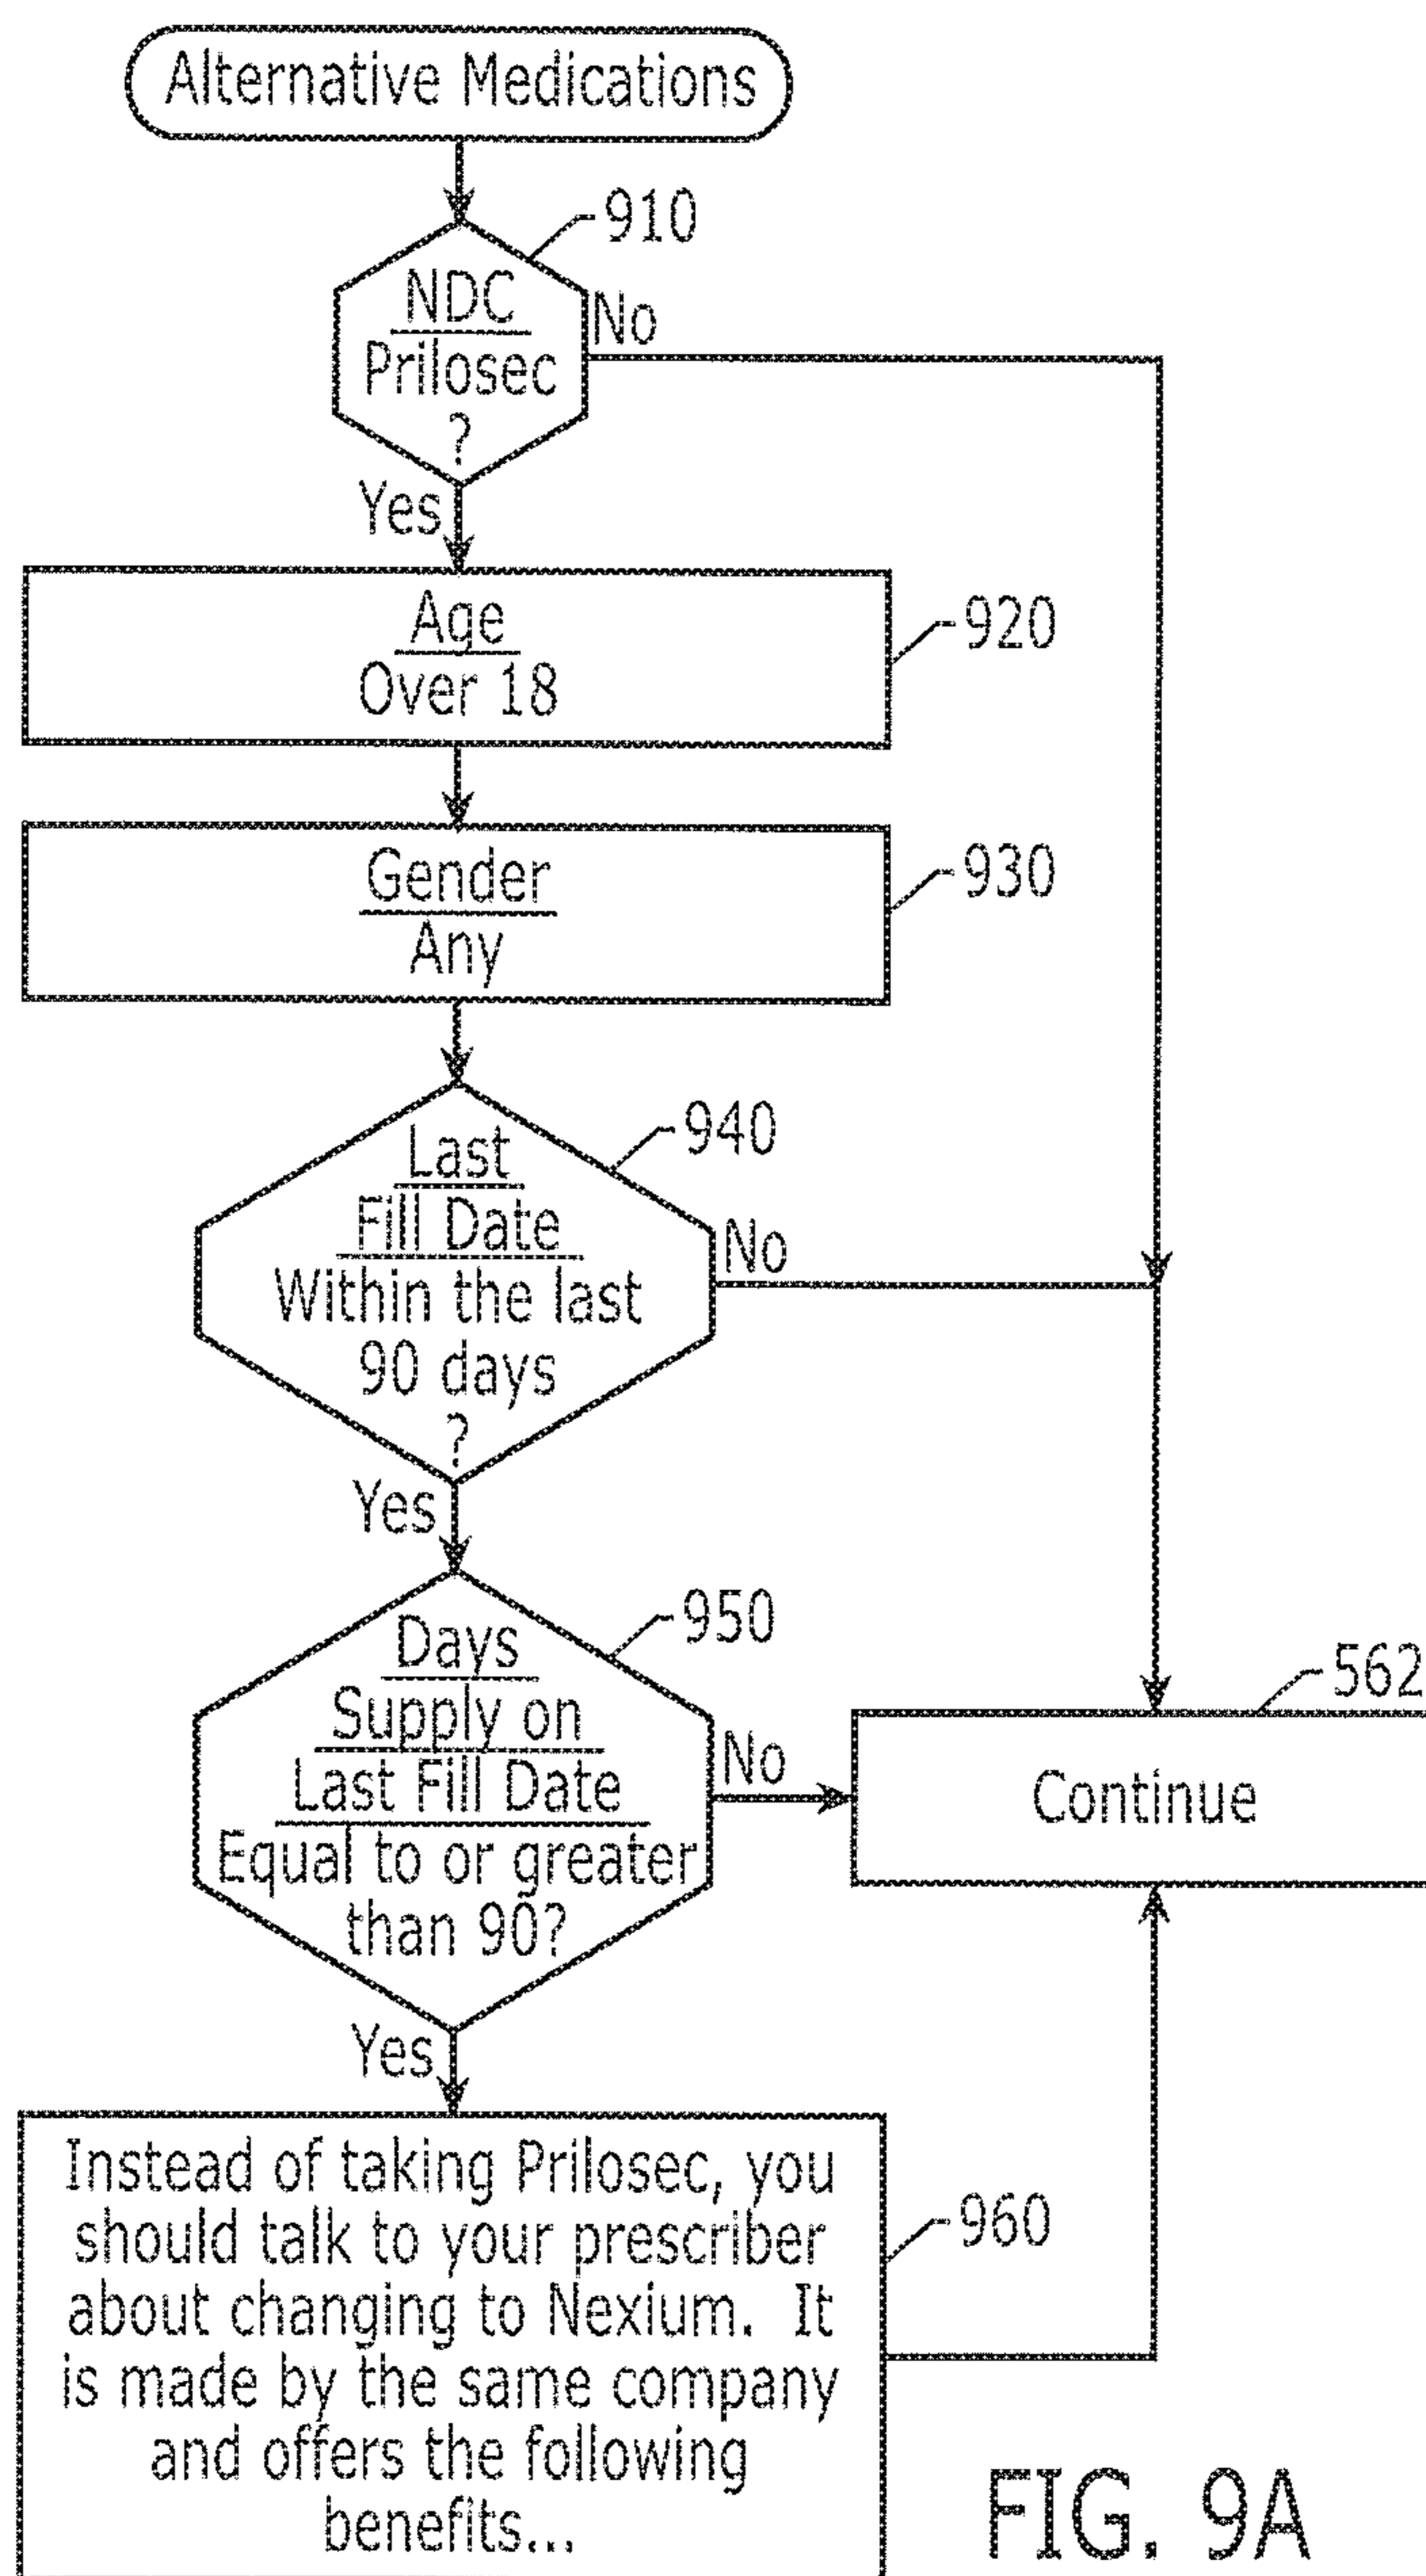 Alternative Medications
910
NDC
No
Prilosec
?
Yes
Age
920
Over 18
Gender
930
Any
940
Last
Fill Date
No
Within the last
90 days
?
Yes
950
Days
Supply on
562
No
Last Fill Date
Continue
Equal to or greater
than 90?
Yes
Instead of taking Prilosec, you
should talk to your prescriber
960
about changing to Nexium. It
is made by the same company
and offers the following
benefits...
FIG. 9A